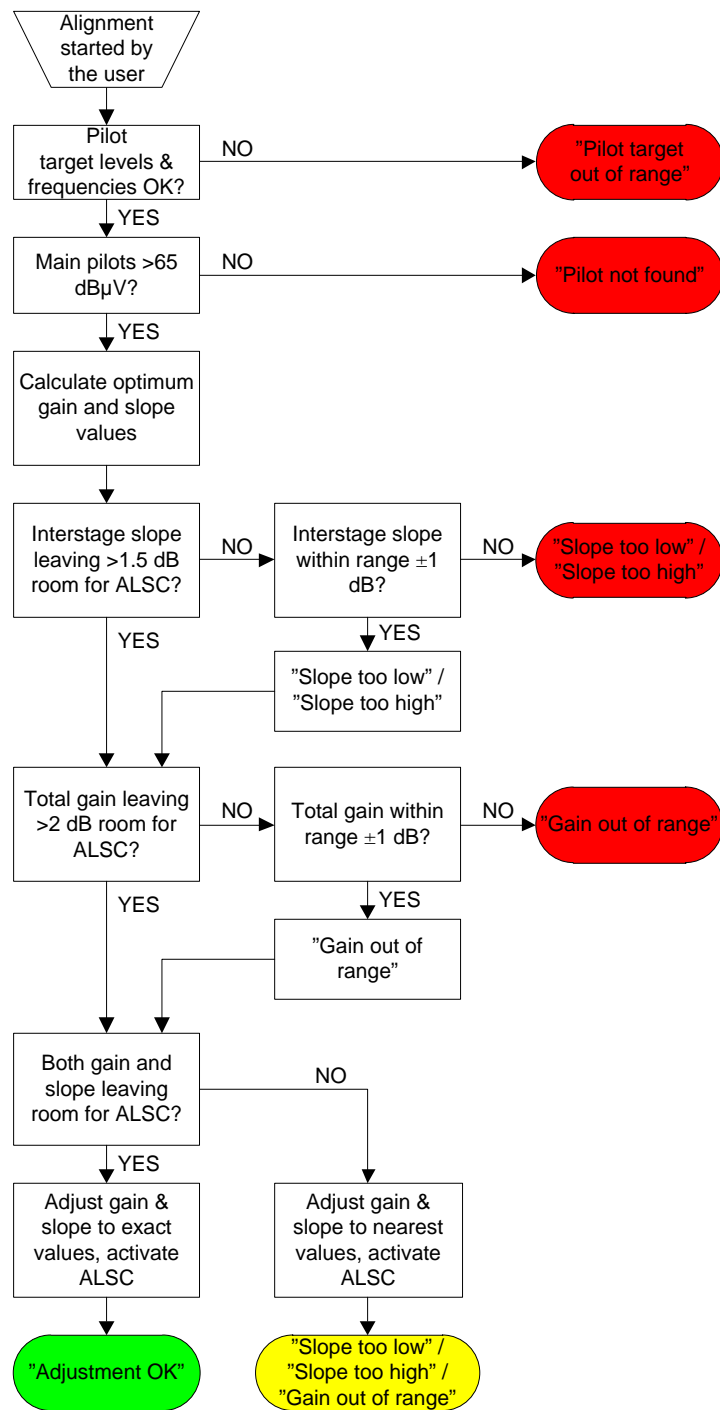 Alignment
started by
the user
Pilot
target levels &
frequencies OK?
NO
”Pilot target
out of range”
YES
Main pilots >65
dBµV?
NO
”Pilot not found”
YES
Calculate optimum
gain and slope
values
Interstage slope
leaving >1.5 dB
room for ALSC?
NO
Interstage slope
within range ±1
dB?
NO
”Slope too low” /
”Slope too high”
YES
YES
”Slope too low” /
”Slope too high”
Total gain leaving
>2 dB room for
ALSC?
NO
Total gain within
range ±1 dB?
NO
”Gain out of range”
YES
YES
”Gain out of
range”
Both gain and
slope leaving
room for ALSC?
NO
YES
Adjust gain &
slope to exact
values, activate
ALSC
Adjust gain &
slope to nearest
values, activate
ALSC
”Adjustment OK”
”Slope too low” /
”Slope too high” /
”Gain out of range”